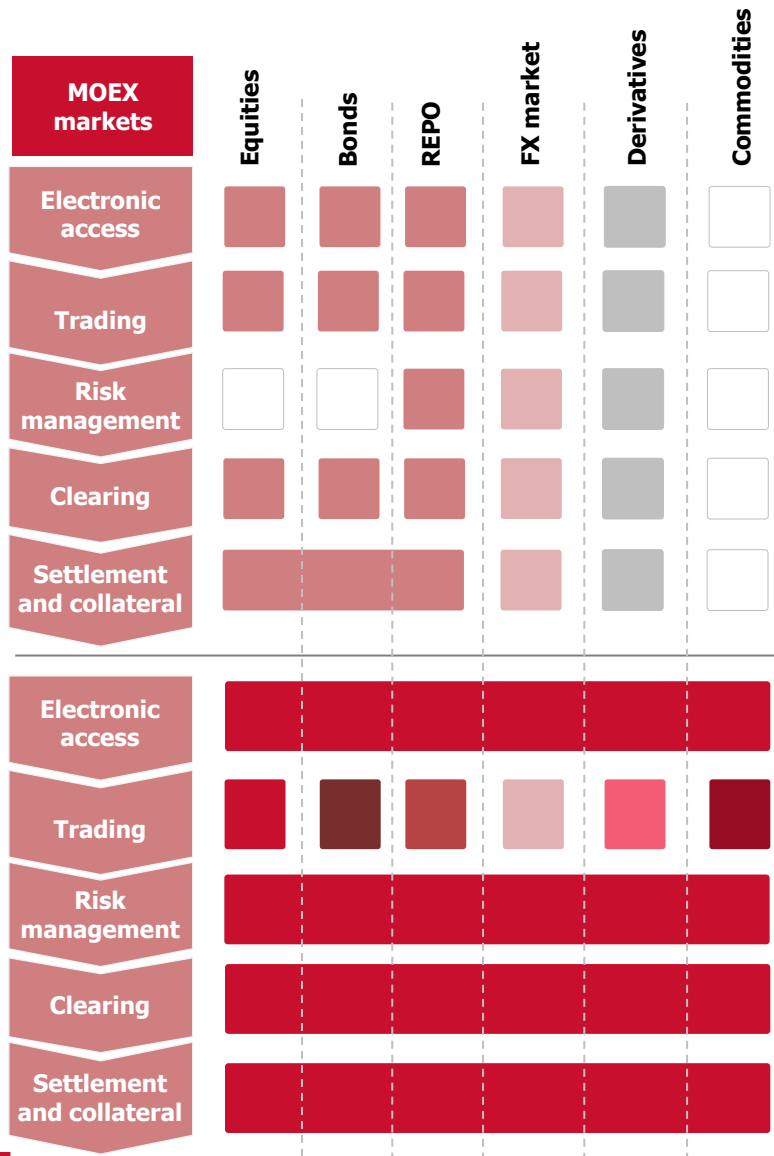 MOEX
markets
Equities
Bonds
REPO
FX market
Derivatives
Commodities
Electronic
access
Trading
Risk
management
Clearing
Settlement
and collateral
Electronic
access
Trading
Risk
management
Clearing
Settlement
and collateral